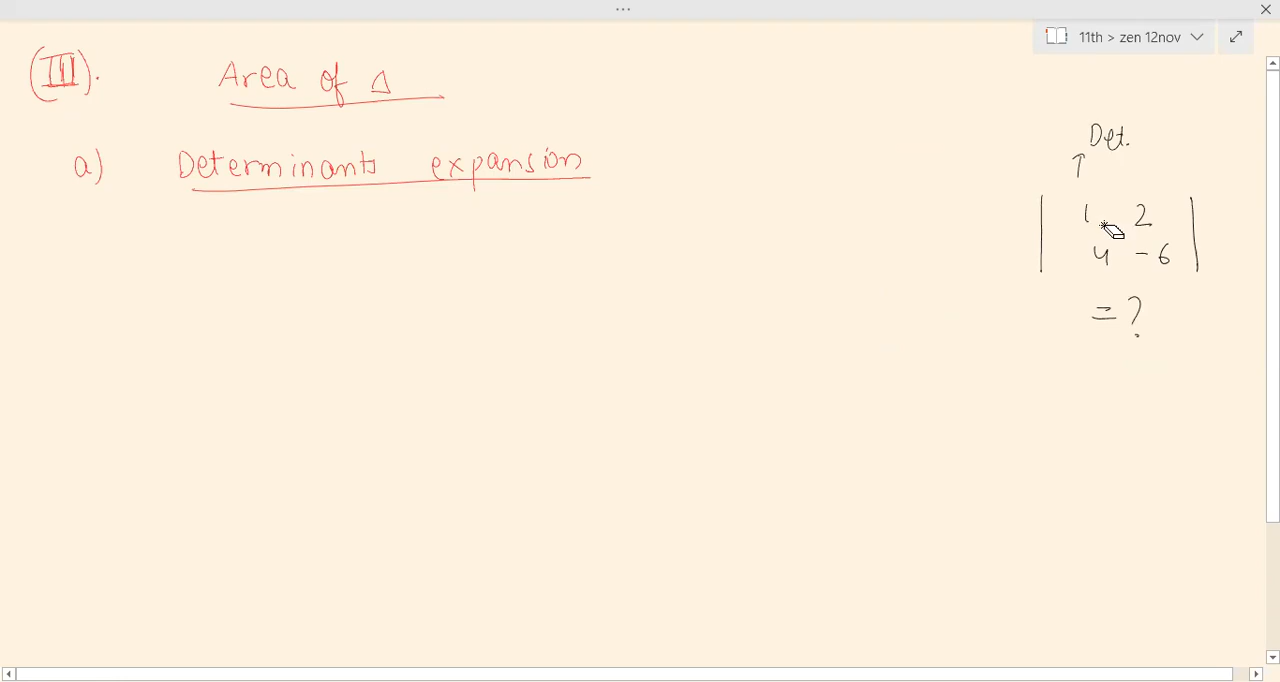 11th > zen 12nov
(III). Area of Δ
a) Determinants expansion
Det.
↑
| 1 2 |
| 4 -6 |
= ?